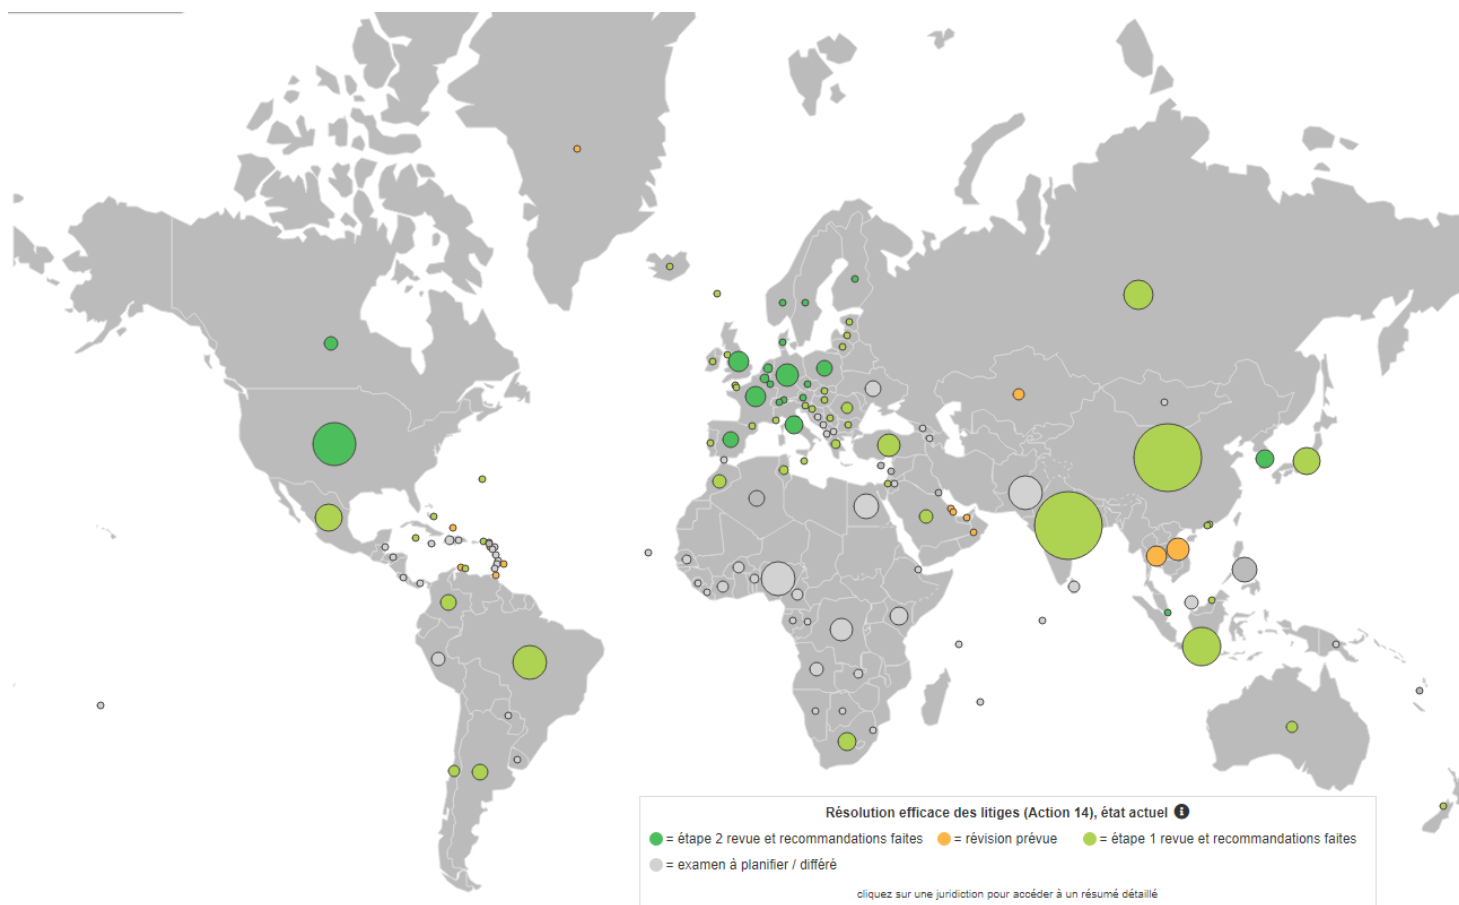 Résolution efficace des litiges (Action 14), état actuel
= étape 2 revue et recommandations faites = révision prévue = étape 1 revue et recommandations faites
= examen à planifier / différé
cliquez sur une juridiction pour accéder à un résumé détaillé